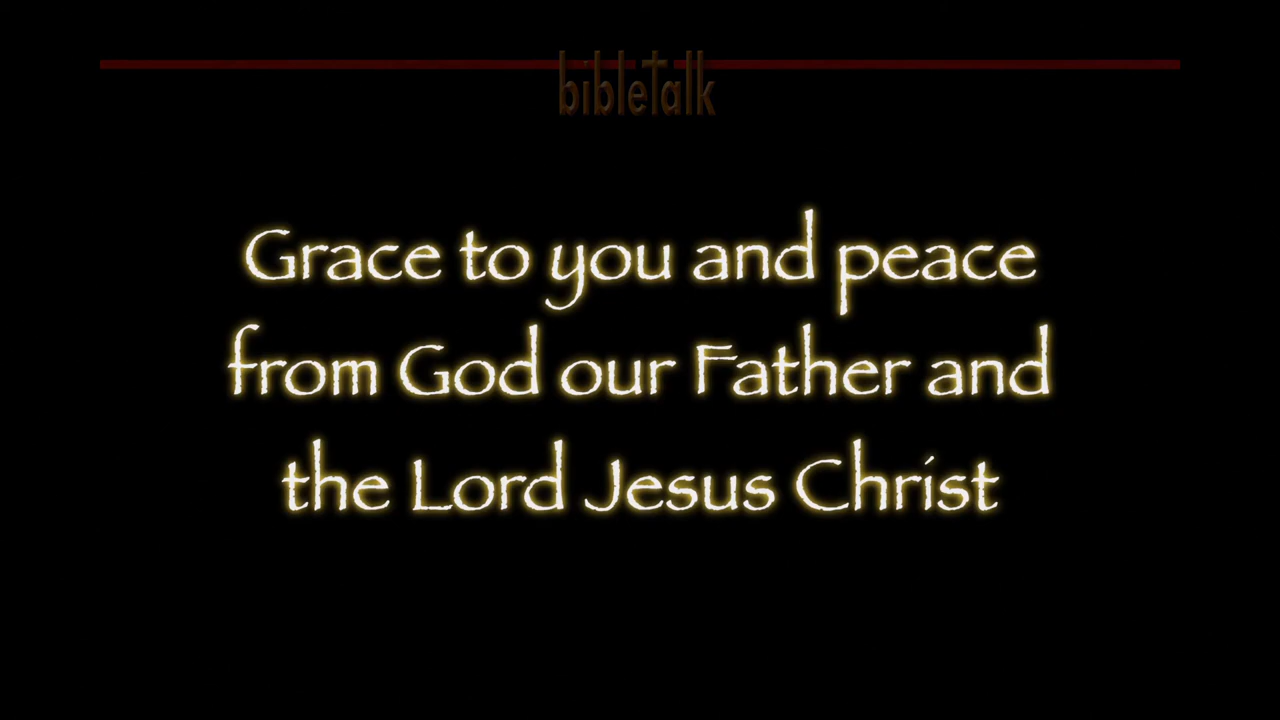 bibletalk
Grace to you and peace
from God our Father and
the Lord Jesus Christ